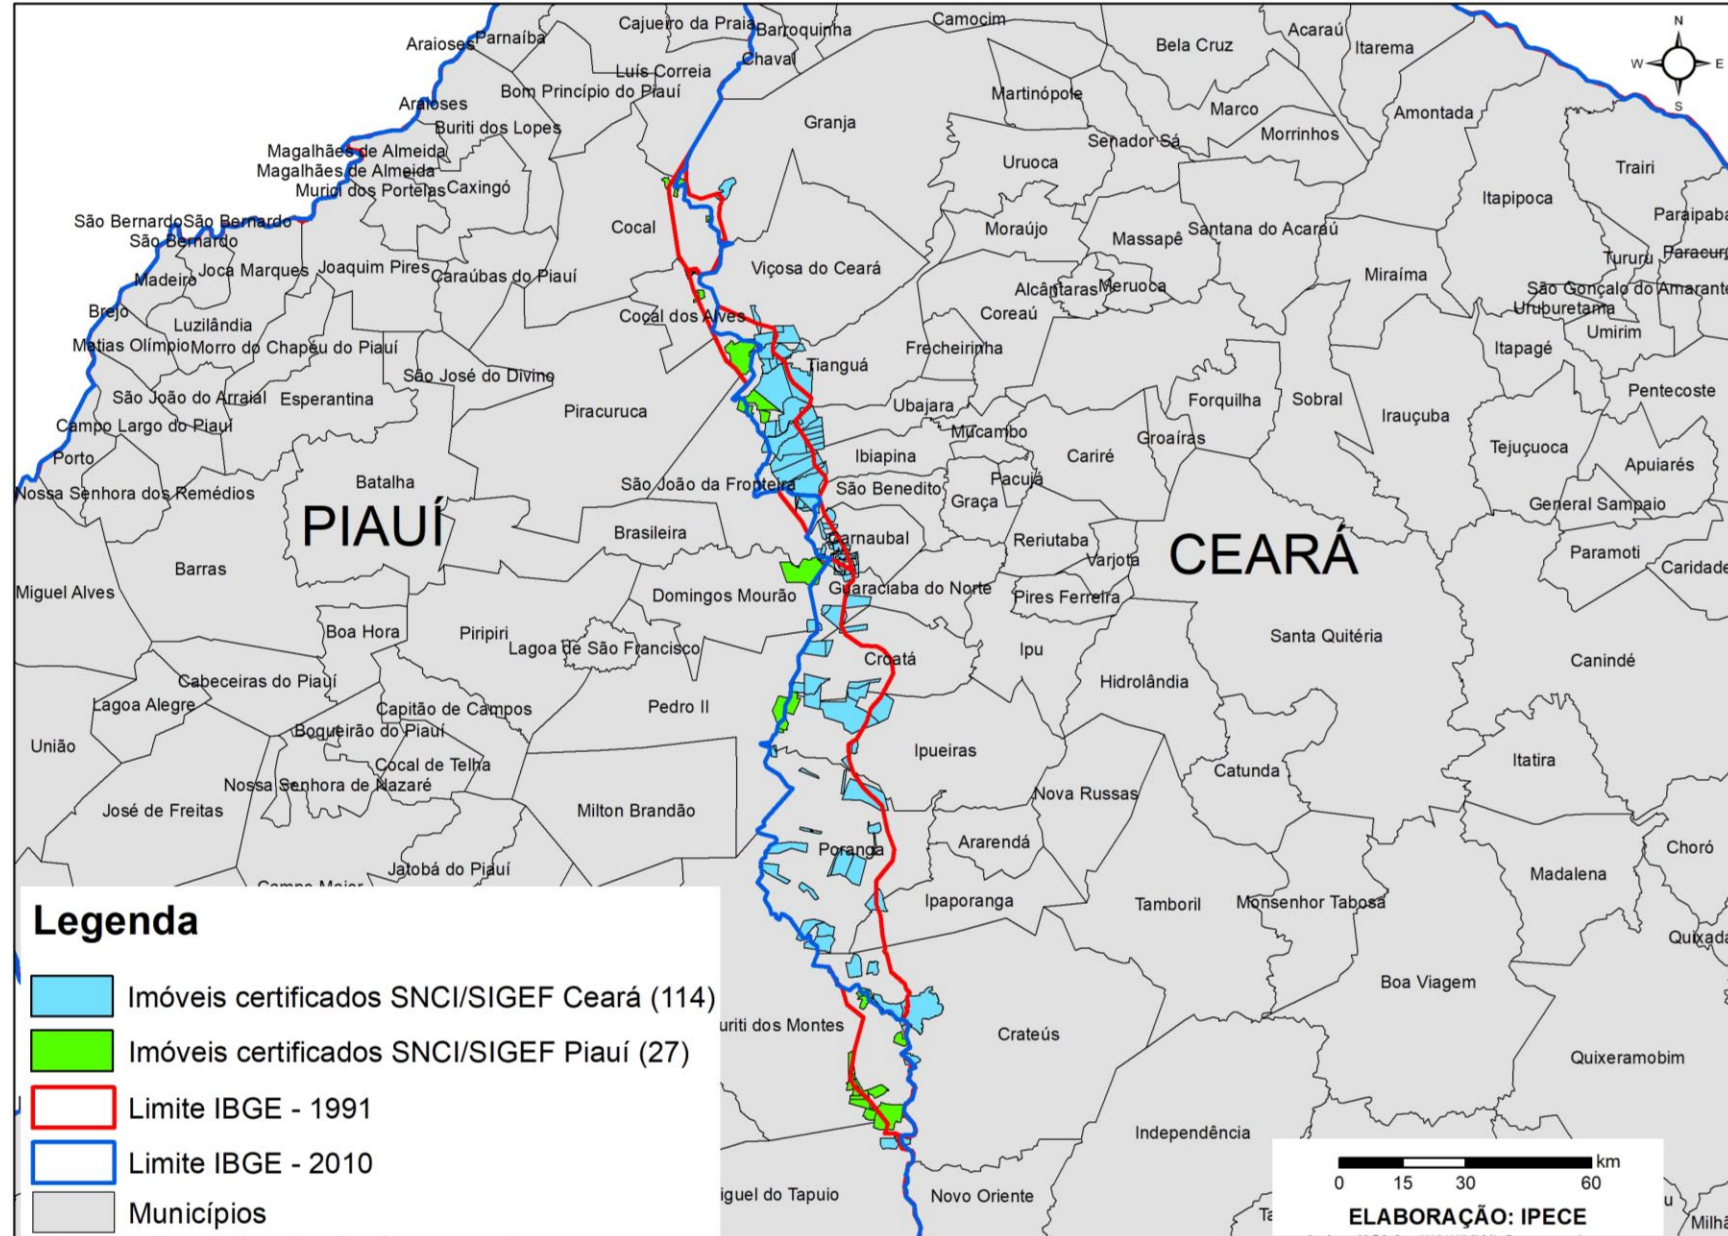 Cajueiro da Praia
Barroquinha
Camocim
Acaraú
N
Araioses
Parnaíba
Bela Cruz
Itarema
Chaval
W
E
Luís Correia
Bom Princípio do Piauí
Martinópole
S
Araioses
Marco
Amontada
Granja
Buriti dos Lopes
Morrinhos
Senador Sá
Magalhães de Almeida
Uruoca
Trairi
Magalhães de Almeida
Murici dos Portelas
Caxingó
Itapipoca
Paraipaba
São Bernardo
São Bernardo
Cocal
Moraújo
Santana do Acaraú
Massapê
São Bernardo
Paracuru
Tururu
Joca Marques
Joaquim Pires
Caraúbas do Piauí
Viçosa do Ceará
Miraíma
Madeiro
Alcântaras
Meruoca
São Gonçalo do Amarante
Brejo
Cocal dos Alves
Coreaú
Uruburetama
Luzilândia
Umirim
Matias Olímpio
Morro do Chapéu do Piauí
Frecheirinha
Itapagé
Tianguá
São José do Divino
Pentecoste
São João do Arraial
Esperantina
Piracuruca
Ubajara
Forquilha
Sobral
Irauçuba
Campo Largo do Piauí
Mucambo
Groaíras
Tejuçuoca
Porto
Ibiapina
Cariré
Apuiarés
Nossa Senhora dos Remédios
Batalha
São João da Fronteira
São Benedito
Pacujá
Graça
General Sampaio
PIAUÍ
Brasileira
Carnaubal
Reriutaba
Varjota
CEARÁ
Paramoti
Caridade
Barras
Miguel Alves
Domingos Mourão
Guaraciaba do Norte
Pires Ferreira
Boa Hora
Piripiri
Lagoa de São Francisco
Ipu
Santa Quitéria
Croatá
Canindé
Cabeceiras do Piauí
Hidrolândia
Lagoa Alegre
Capitão de Campos
Pedro II
Boqueirão do Piauí
União
Ipueiras
Cocal de Telha
Itatira
Catunda
Nossa Senhora de Nazaré
Nova Russas
José de Freitas
Milton Brandão
Ararendá
Poranga
Choró
Jatobá do Piauí
Madalena
Campo Maior
Ipaporanga
Tamboril
Monsenhor Tabosa
Quixadá
Boa Viagem
Crateús
uriti dos Montes
Quixeramobim
Independência
iguel do Tapuio
Novo Oriente
Ta
u
Milhã
Legenda
Imóveis certificados SNCI/SIGEF Ceará (114)
Imóveis certificados SNCI/SIGEF Piauí (27)
Limite IBGE - 1991
Limite IBGE - 2010
Municípios
km
0 15 30 60
ELABORAÇÃO: IPECE